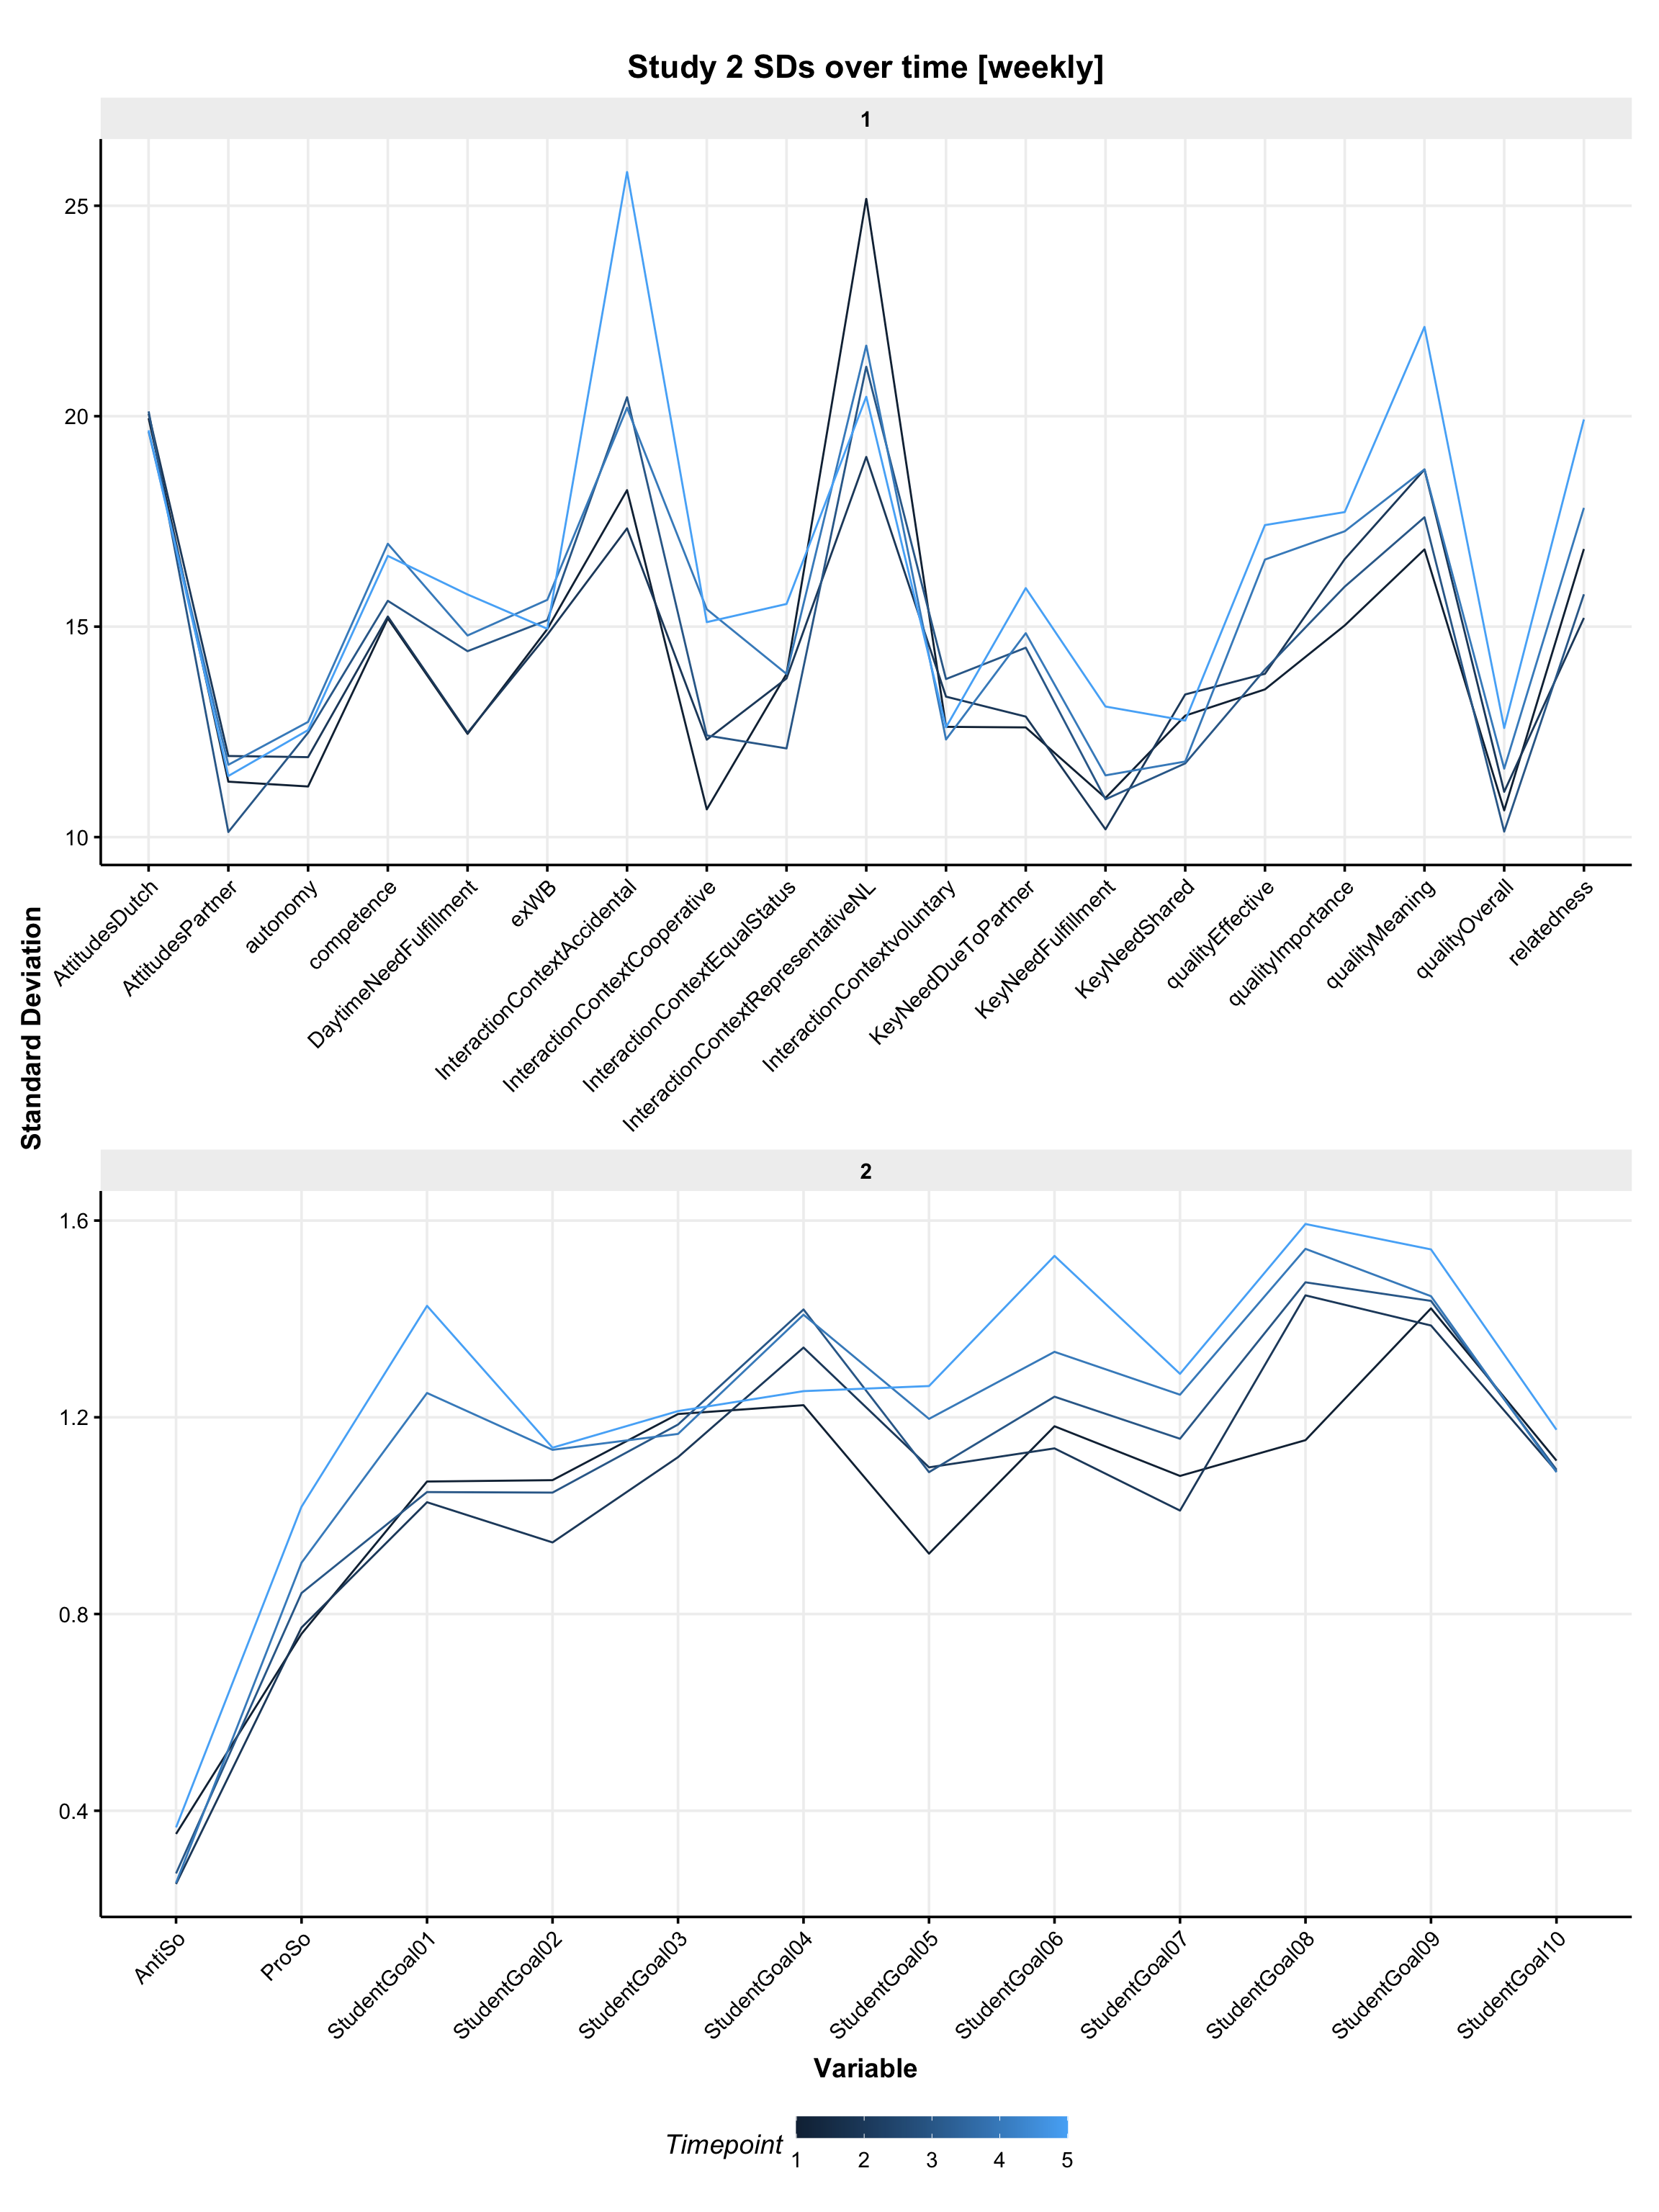 Study 2 SDs over time [weekly]
1
25
20
15
10
AttitudesDutch
AttitudesPartner
autonomy
competence
DaytimeNeedFulfillment
exWB
InteractionContextAccidental
InteractionContextCooperative
InteractionContextEqualStatus
InteractionContextRepresentativeNL
InteractionContextvoluntary
KeyNeedDueToPartner
KeyNeedFulfillment
KeyNeedShared
qualityEffective
qualityImportance
qualityMeaning
qualityOverall
relatedness
Standard Deviation
2
1.6
1.2
0.8
0.4
AntiSo
ProSo
StudentGoal01
StudentGoal02
StudentGoal03
StudentGoal04
StudentGoal05
StudentGoal06
StudentGoal07
StudentGoal08
StudentGoal09
StudentGoal10
Variable
Timepoint
1 2 3 4 5